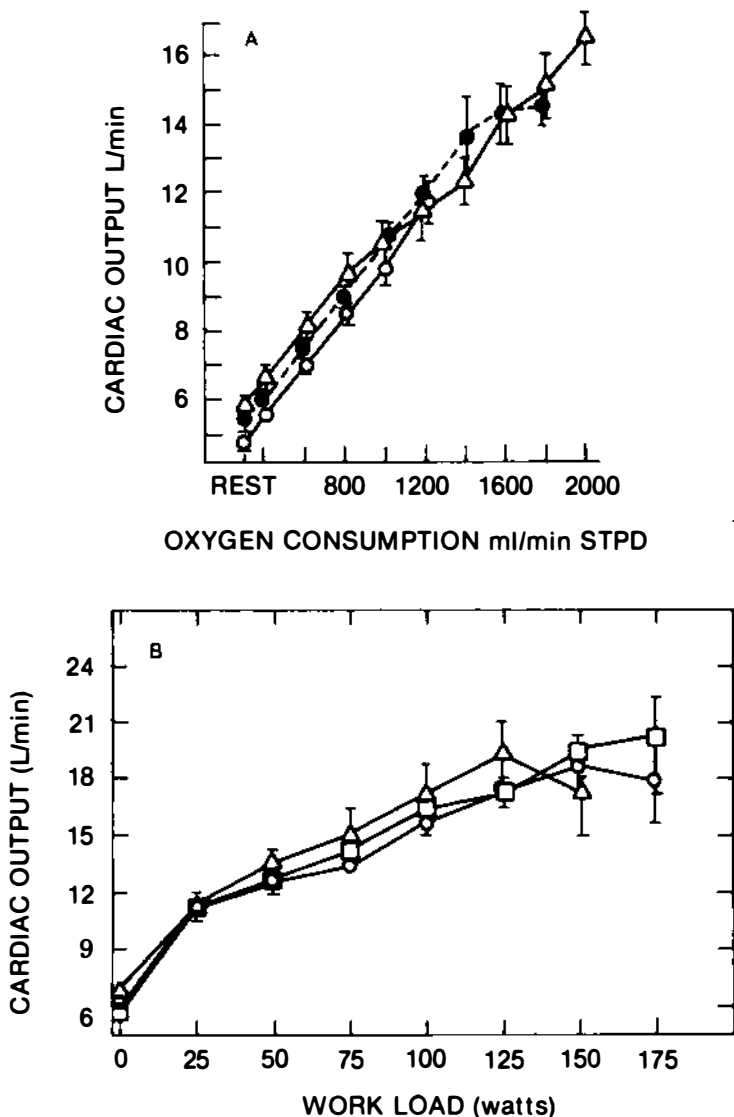 A
CARDIAC OUTPUT L/min
16
14
12
10
8
6
REST 800 1200 1600 2000
OXYGEN CONSUMPTION ml/min STPD
B
CARDIAC OUTPUT (L/min)
24
21
18
15
12
9
6
0 25 50 75 100 125 150 175
WORK LOAD (watts)